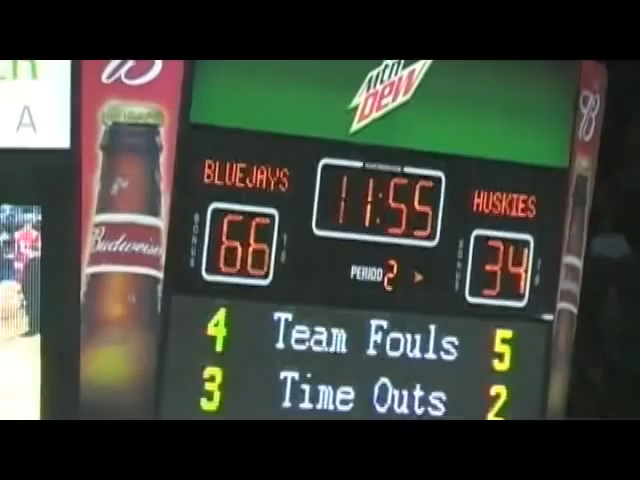 A
Mtn
DEW
BLUEJAYS
11:55
HUSKIES
66
34
PERIOD 2
Budweiser
4 Team Fouls 5
3 Time Outs 2